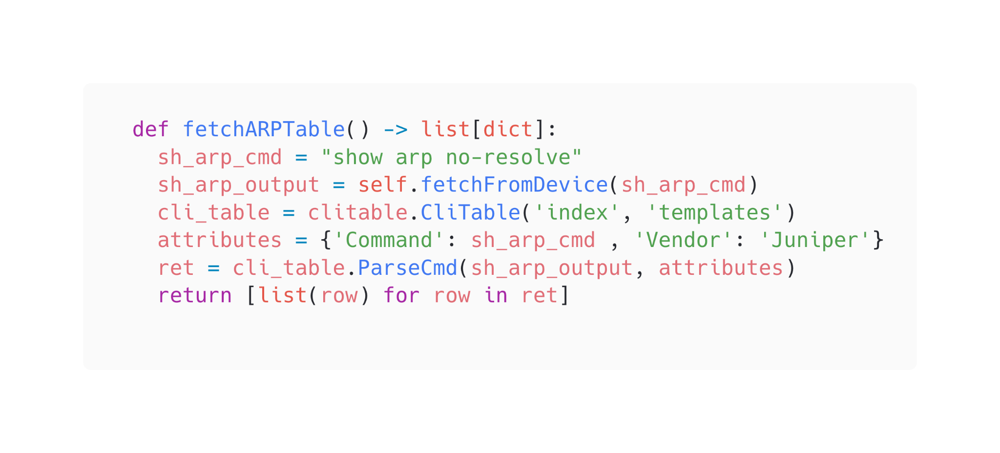 def fetchARPTable() -> list[dict]:
  sh_arp_cmd = "show arp no-resolve"
  sh_arp_output = self.fetchFromDevice(sh_arp_cmd)
  cli_table = clitable.CliTable('index', 'templates')
  attributes = {'Command': sh_arp_cmd , 'Vendor': 'Juniper'}
  ret = cli_table.ParseCmd(sh_arp_output, attributes)
  return [list(row) for row in ret]